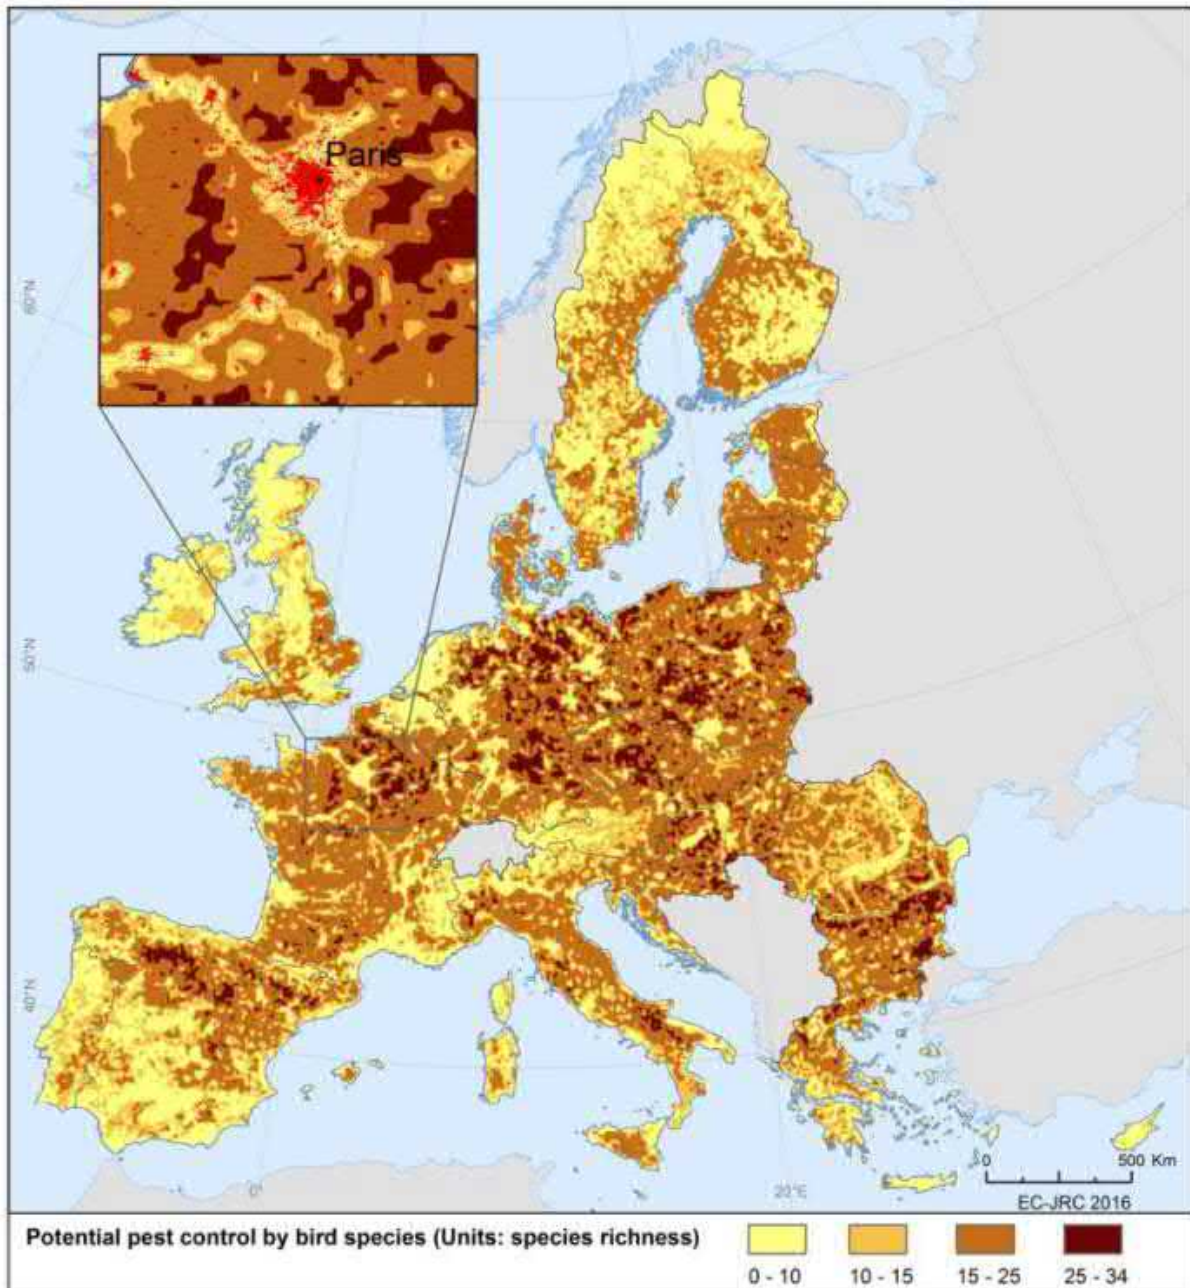 Paris
60°N
50°N
40°N
0°
20°E
0 500 Km
EC-JRC 2016
Potential pest control by bird species (Units: species richness)
0 - 10 10 - 15 15 - 25 25 - 34